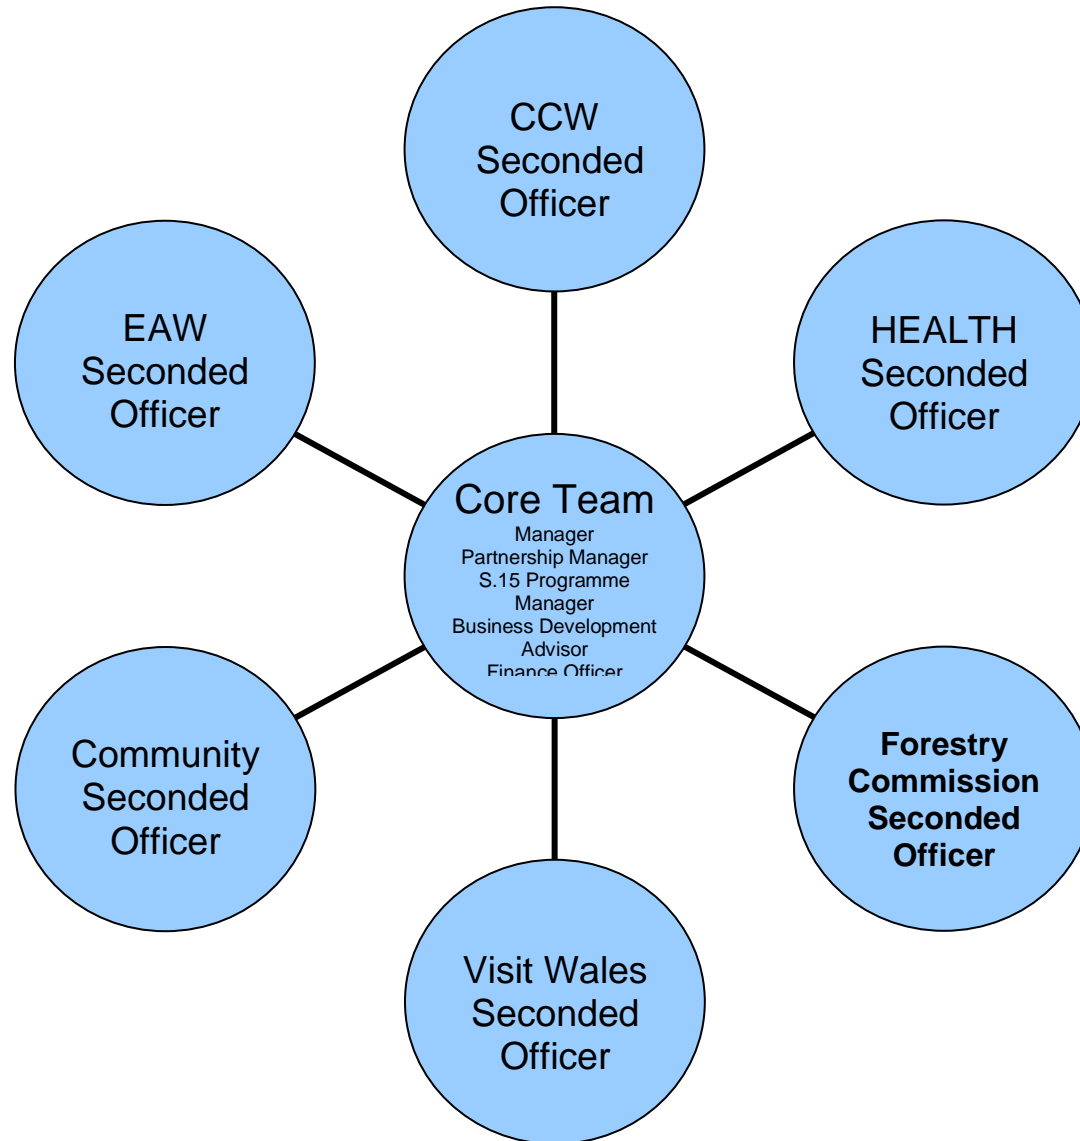 CCW
Seconded
Officer
EAW
Seconded
Officer
HEALTH
Seconded
Officer
Core Team
Manager
Partnership Manager
S.15 Programme
Manager
Business Development
Advisor
Finance Officer
Community
Seconded
Officer
Forestry
Commission
Seconded
Officer
Visit Wales
Seconded
Officer